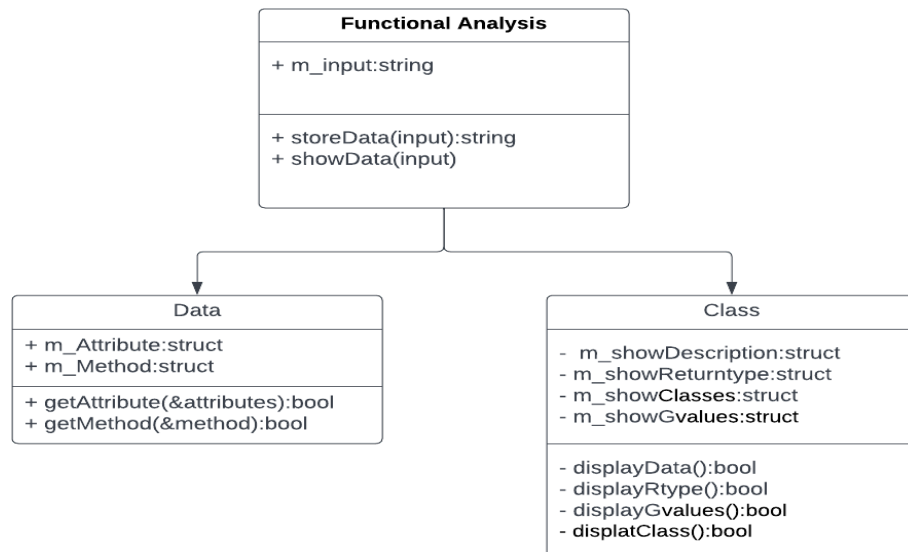 Functional Analysis
+ m_input:string
+ storeData(input):string
+ showData(input)
Data
+ m_Attribute:struct
+ m_Method:struct
+ getAttribute(&attributes):bool
+ getMethod(&method):bool
Class
- m_showDescription:struct
- m_showReturntype:struct
- m_showClasses:struct
- m_showGvalues:struct
- displayData():bool
- displayRtype():bool
- displayGvalues():bool
- displatClass():bool